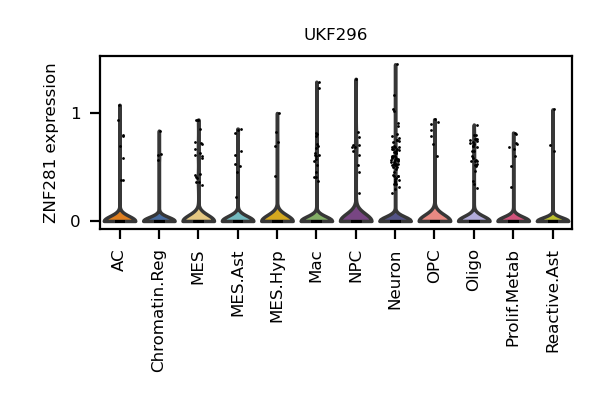 UKF296
ZNF281 expression
1
0
AC
Chromatin.Reg
MES
MES.Ast
MES.Hyp
Mac
NPC
Neuron
OPC
Oligo
Prolif.Metab
Reactive.Ast